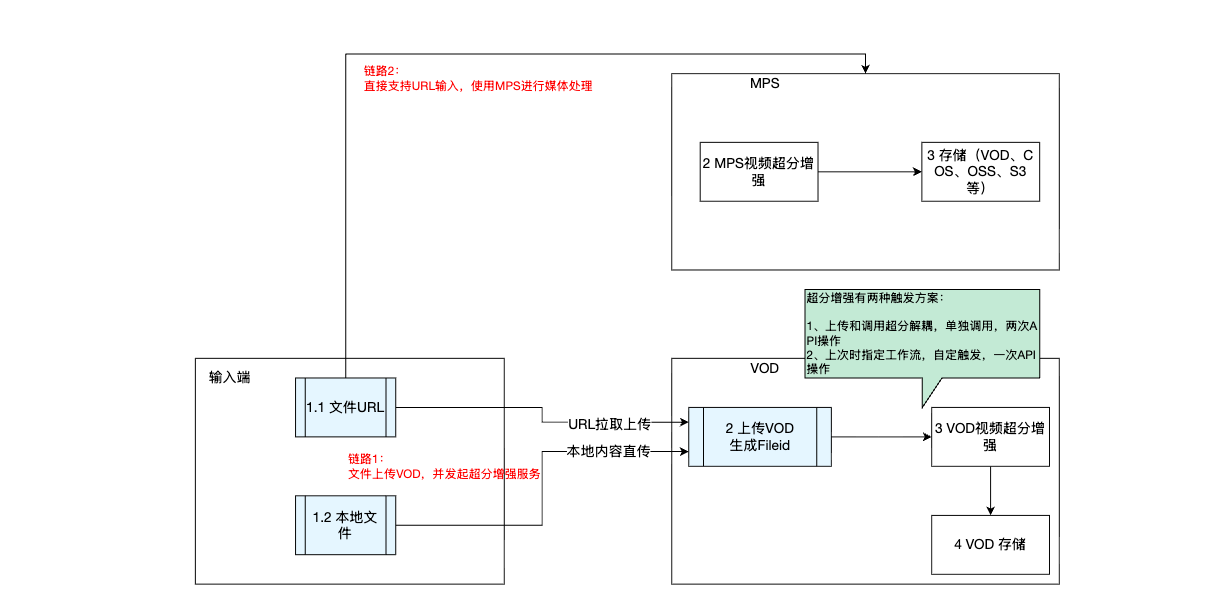 链路2：
直接支持URL输入，使用MPS进行媒体处理
MPS
2 MPS视频超分增
强
3 存储（VOD、C
OS、OSS、S3
等）
超分增强有两种触发方案：
1、上传和调用超分解耦，单独调用，两次A
PI操作
2、上次时指定工作流，自定触发，一次API
操作
输入端
1.1 文件URL
VOD
URL拉取上传
本地内容直传
2 上传VOD
生成Fileid
3 VOD视频超分增
强
链路1：
文件上传VOD，并发起超分增强服务
1.2 本地文
件
4 VOD 存储